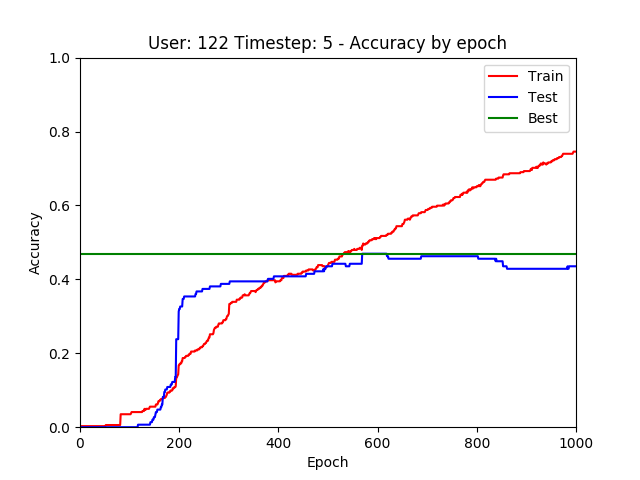 User: 122 Timestep: 5 - Accuracy by epoch
1.0
0.8
0.6
0.4
0.2
0.0
Accuracy
Train
Test
Best
0 200 400 600 800 1000
Epoch